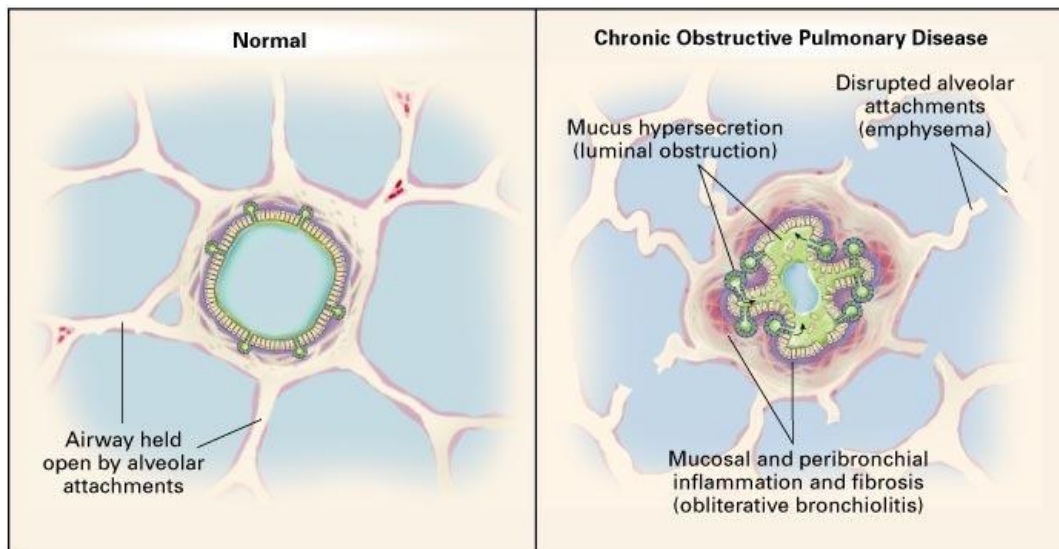 Normal
Airway held
open by alveolar
attachments
Chronic Obstructive Pulmonary Disease
Disrupted alveolar
attachments
(emphysema)
Mucus hypersecretion
(luminal obstruction)
Mucosal and peribronchial
inflammation and fibrosis
(obliterative bronchiolitis)